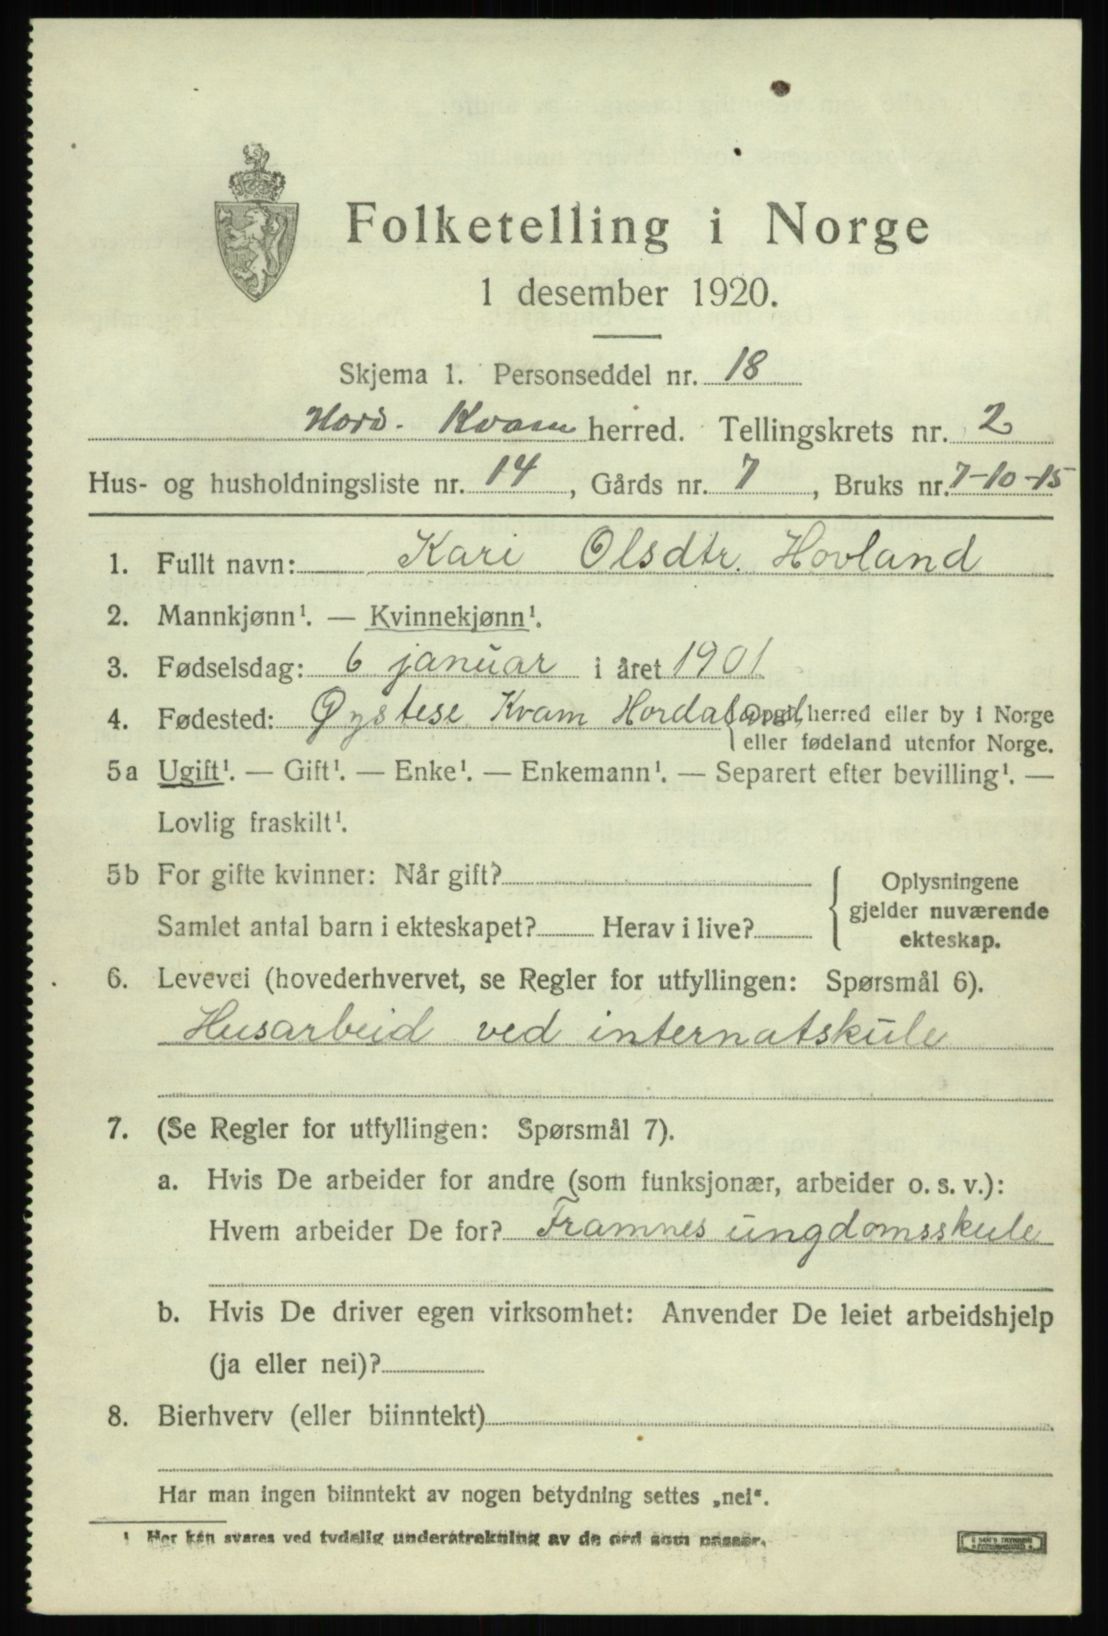 Folketelling i Norge
1 desember 1920.
Skjema 1. Personseddel nr. 18
Hord. Kvam herred. Tellingskrets nr. 2
Hus- og husholdningsliste nr. 14, Gårds nr. 7, Bruks nr. 7-10-15
1. Fullt navn: Kari Olsdtr. Hovland
2. Mannkjønn¹. — Kvinnekjønn¹.
3. Fødselsdag: 6 januar i året 1901
4. Fødested: Øystese Kvam Hordaland { Opgi herred eller by i Norge
eller fødeland utenfor Norge.
5a Ugift¹. — Gift¹. — Enke¹. — Enkemann¹. — Separert efter bevilling¹. —
Lovlig fraskilt¹.
5b For gifte kvinner: Når gift?
Samlet antal barn i ekteskapet? Herav i live?
Oplysningene
gjelder nuværende
ekteskap.
6. Levevei (hovederhvervet, se Regler for utfyllingen: Spørsmål 6).
Husarbeid ved internatskule
7. (Se Regler for utfyllingen: Spørsmål 7).
a. Hvis De arbeider for andre (som funksjonær, arbeider o. s. v.):
Hvem arbeider De for? Framnes ungdomsskule
b. Hvis De driver egen virksomhet: Anvender De leiet arbeidshjelp
(ja eller nei)?
8. Bierhverv (eller biinntekt)
Har man ingen biinntekt av nogen betydning settes „nei“.
¹ Her kan svares ved tydelig understrekning av de ord som passer.